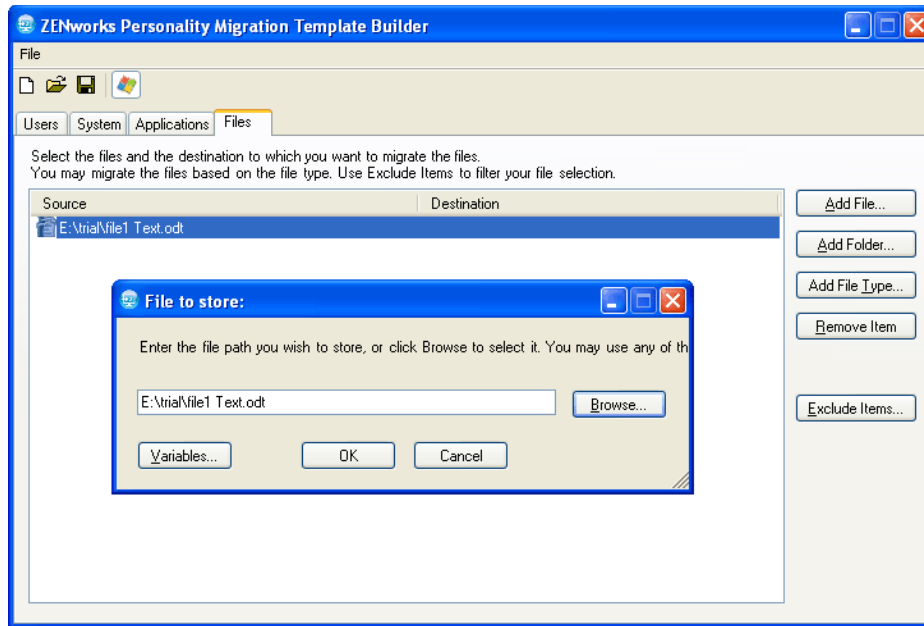 ZENworks Personality Migration Template Builder
File
Users System Applications Files
Select the files and the destination to which you want to migrate the files.
You may migrate the files based on the file type. Use Exclude Items to filter your file selection.
Source Destination
E:\trial\file1 Text.odt
Add File...
Add Folder...
Add File Type...
Remove Item
Exclude Items...
File to store:
Enter the file path you wish to store, or click Browse to select it. You may use any of th
E:\trial\file1 Text.odt
Browse...
Variables... OK Cancel